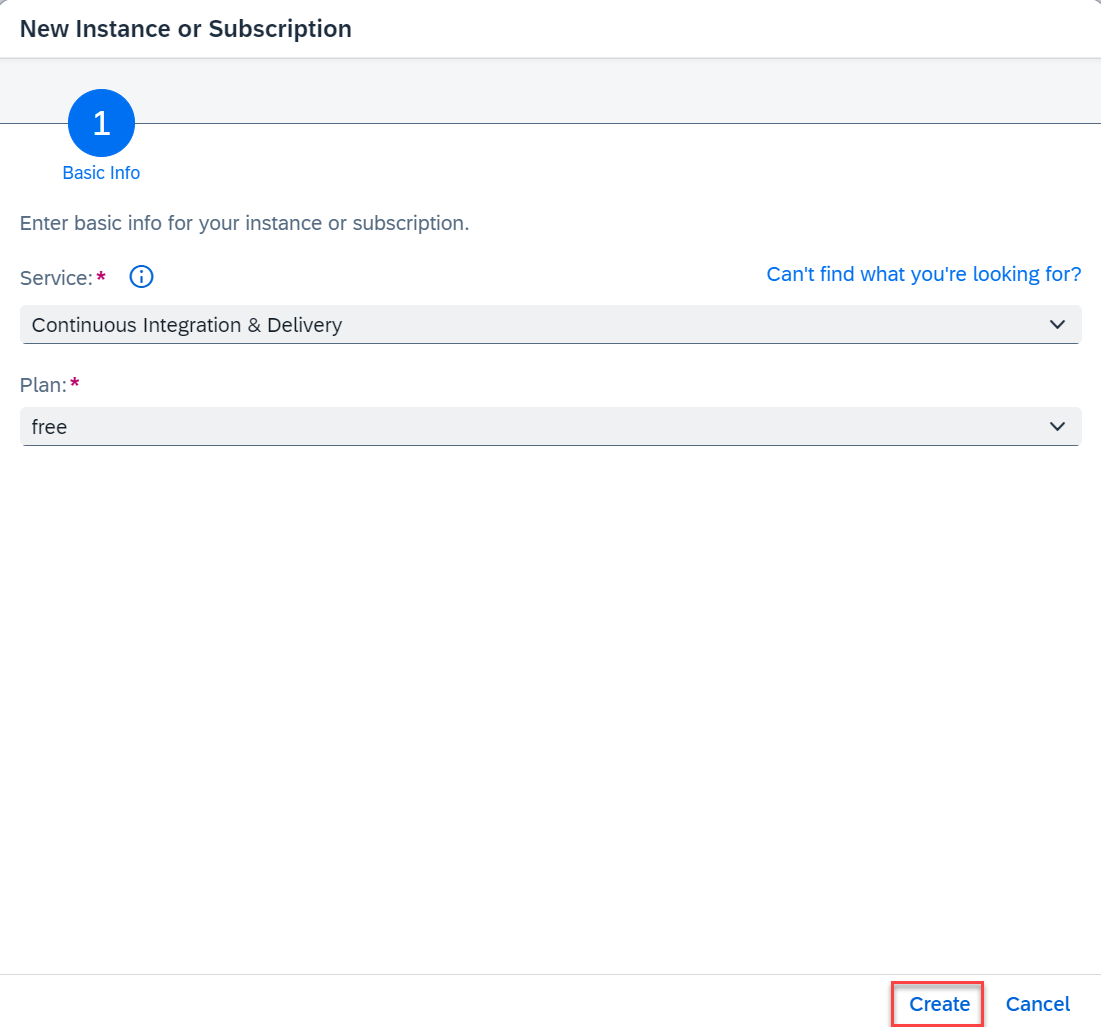 New Instance or Subscription
1
Basic Info
Enter basic info for your instance or subscription.
Service:*
Can't find what you're looking for?
Continuous Integration & Delivery
Plan:*
free
Create Cancel